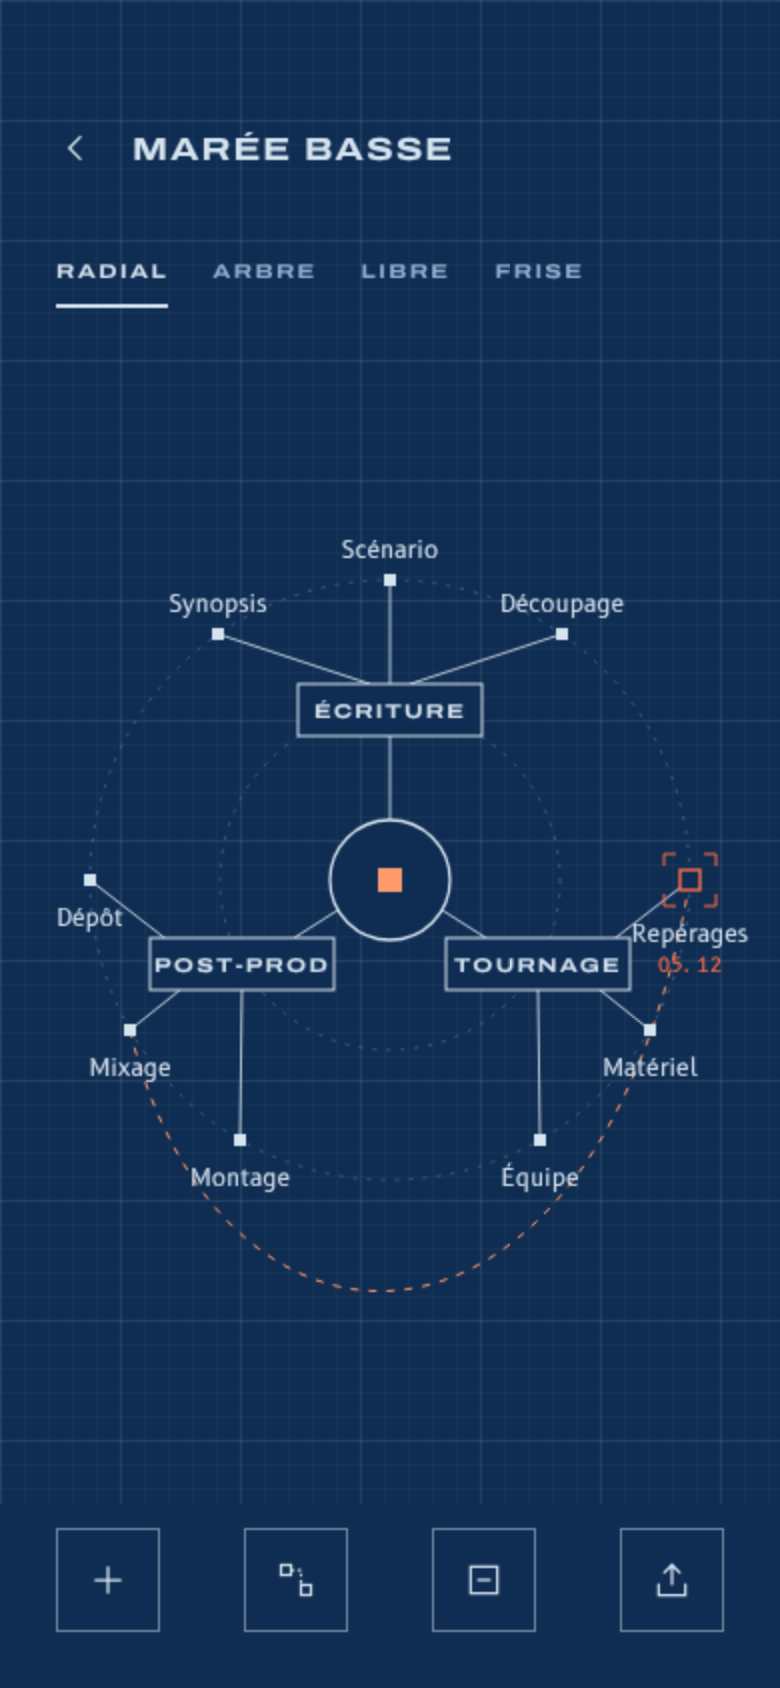 MARÉE BASSE
RADIAL ARBRE LIBRE FRISE
Scénario
Synopsis
Découpage
ÉCRITURE
Dépôt
Repérages
POST-PROD
TOURNAGE
05. 12
Mixage
Matériel
Montage
Équipe